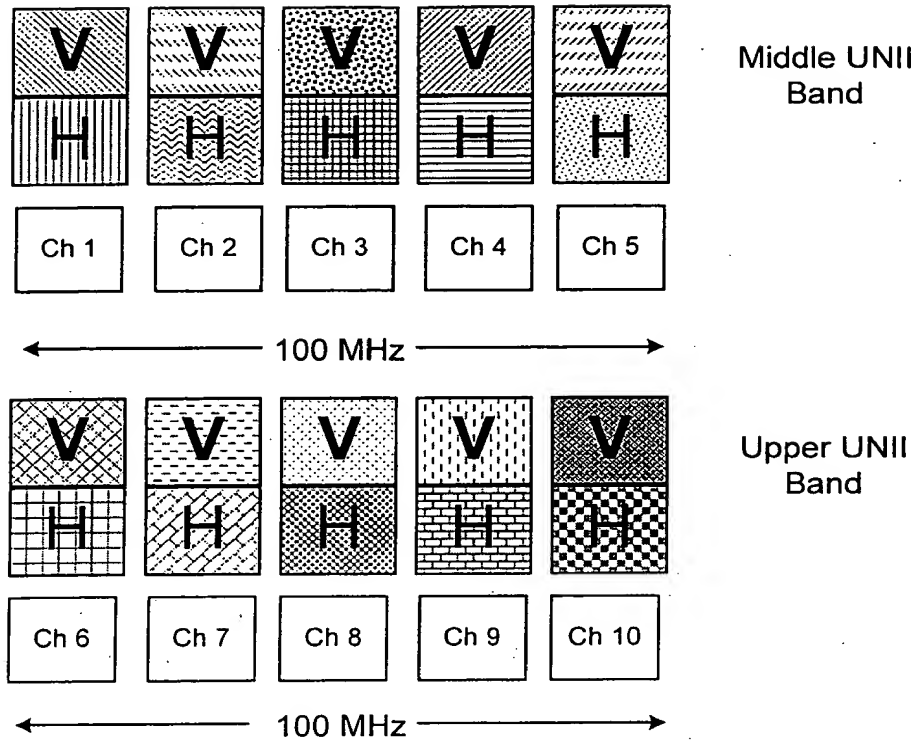 V V V V V
Middle UNII
Band
H H H H H
Ch 1 Ch 2 Ch 3 Ch 4 Ch 5
100 MHz
V V V V V
Upper UNII
Band
H H H H H
Ch 6 Ch 7 Ch 8 Ch 9 Ch 10
100 MHz